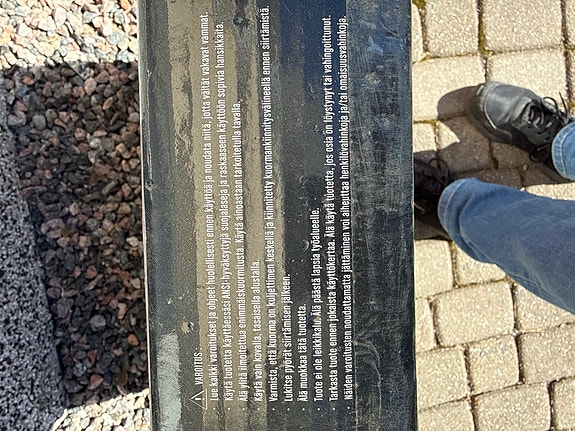 VAROITUS
Lue kaikki varoitukset ja ohjeet huolellisesti ennen käyttöä ja noudata niitä, jotta vältät vakavat vammat.
• Käytä tuotetta käyttäessäsi ANSI-hyväksyttyjä suojalaseja ja raskaaseen käyttöön sopivia hansikkaita.
Älä ylitä ilmoitettua enimmäiskuormitusta. Käytä ainoastaan tarkoitetulla tavalla.
Käytä vain kovalla, tasaisella alustalla.
• Varmista, että kuorma on kuljettimen keskellä ja kiinnitetty kuormankiinnitysvälineellä ennen siirtämistä.
• Lukitse pyörät siirtämisen jälkeen.
Älä muokkaa tätä tuotetta.
• Tuote ei ole leikkikalu. Älä päästä lapsia työalueelle.
• Tarkasta tuote ennen jokaista käyttökertaa. Älä käytä tuotetta, jos osia on löystynyt tai vahingoittunut.
• Näiden varoitusten noudattamatta jättäminen voi aiheuttaa henkilövahinkoja ja/tai omaisuusvahinkoja.